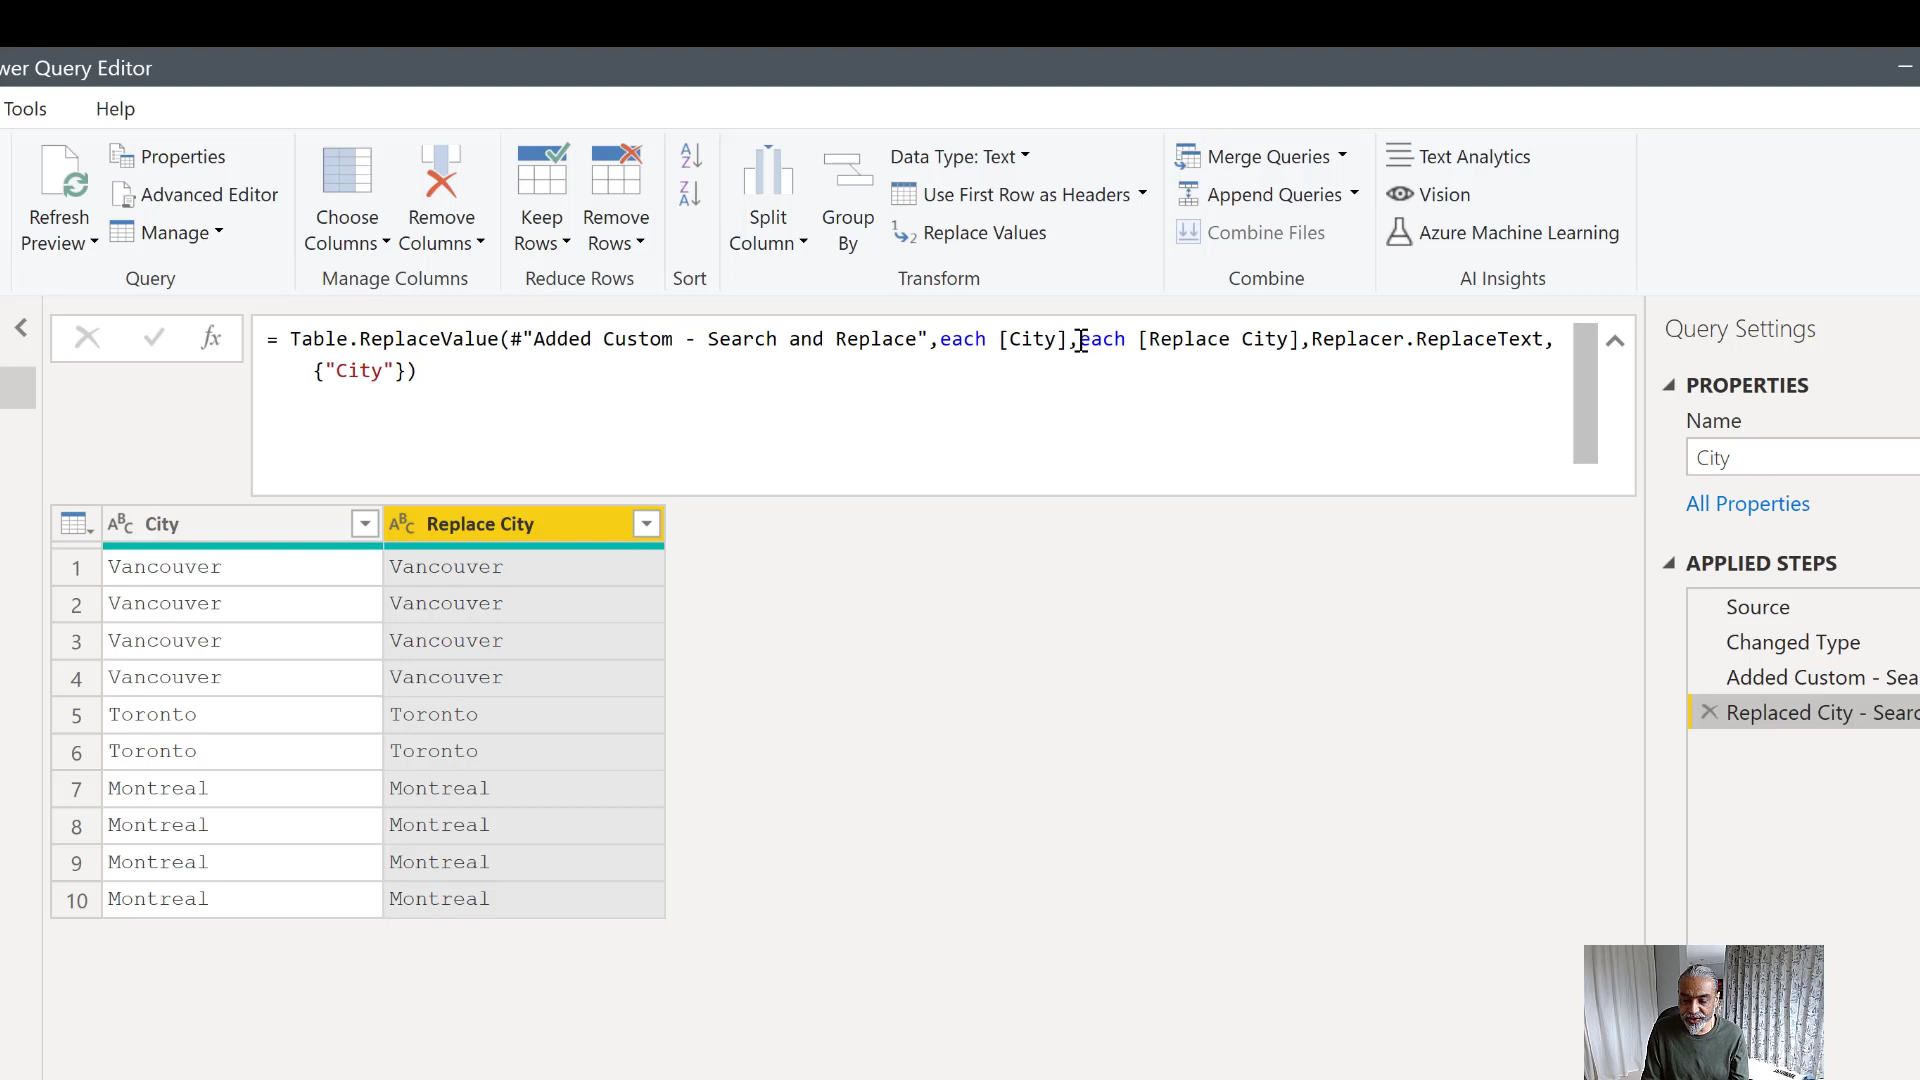 wer Query Editor
Tools Help
Refresh Preview
Properties
Advanced Editor
Manage
Query
Choose Columns
Remove Columns
Manage Columns
Keep Rows
Remove Rows
Reduce Rows
Sort
Split Column
Group By
Data Type: Text
Use First Row as Headers
Replace Values
Transform
Merge Queries
Append Queries
Combine Files
Combine
Text Analytics
Vision
Azure Machine Learning
AI Insights
fx
= Table.ReplaceValue(#"Added Custom - Search and Replace",each [City],each [Replace City],Replacer.ReplaceText,
{"City"})
City Replace City
1 Vancouver Vancouver
2 Vancouver Vancouver
3 Vancouver Vancouver
4 Vancouver Vancouver
5 Toronto Toronto
6 Toronto Toronto
7 Montreal Montreal
8 Montreal Montreal
9 Montreal Montreal
10 Montreal Montreal
Query Settings
PROPERTIES
Name
City
All Properties
APPLIED STEPS
Source
Changed Type
Added Custom - Sea
Replaced City - Searc